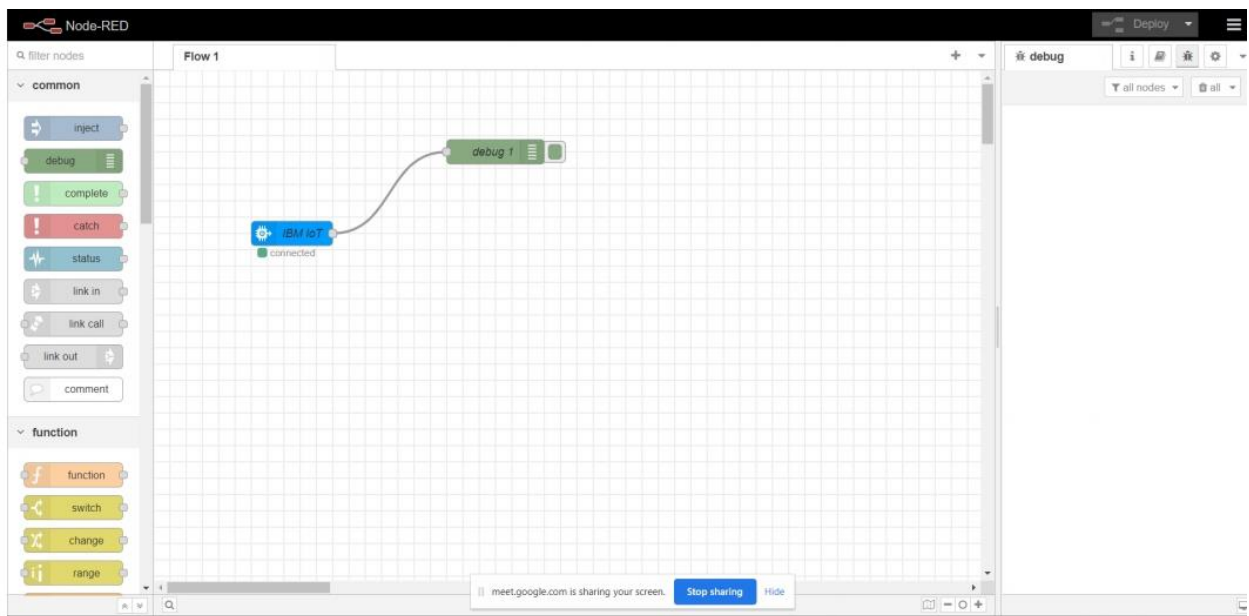 Node-RED
Deploy
filter nodes
Flow 1
debug
i
common
all nodes
all
inject
debug
complete
catch
status
link in
link call
link out
comment
function
function
switch
change
range
debug 1
IBM IoT
connected
meet.google.com is sharing your screen.
Stop sharing
Hide